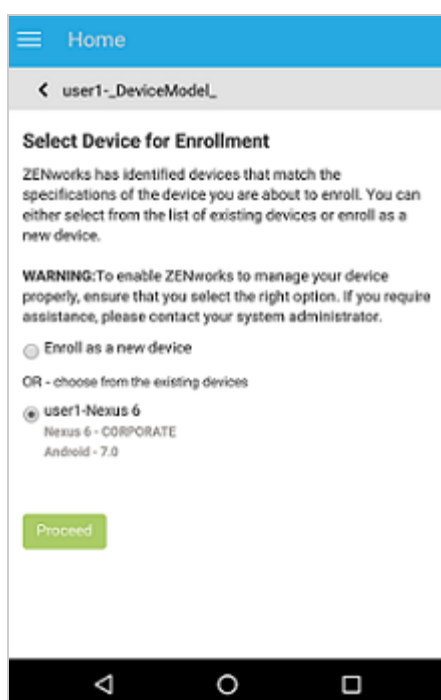 Home
user1-_DeviceModel_
Select Device for Enrollment
ZENworks has identified devices that match the
specifications of the device you are about to enroll. You can
either select from the list of existing devices or enroll as a
new device.
WARNING:To enable ZENworks to manage your device
properly, ensure that you select the right option. If you require
assistance, please contact your system administrator.
Enroll as a new device
OR - choose from the existing devices
user1-Nexus 6
Nexus 6 - CORPORATE
Android - 7.0
Proceed